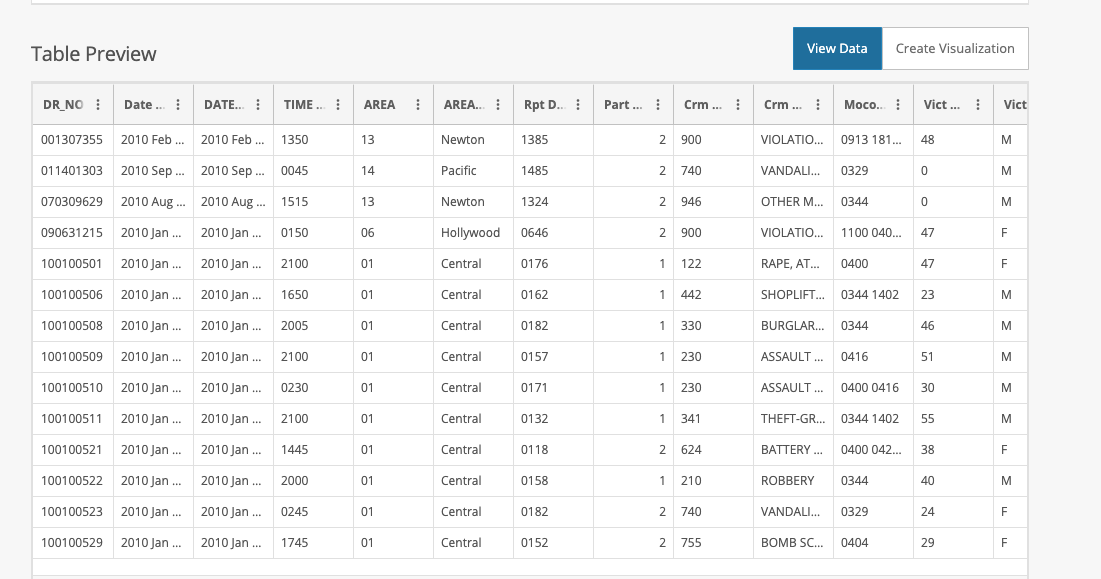 Table Preview
View Data
Create Visualization
DR_NO Date ... DATE... TIME ... AREA AREA... Rpt D... Part ... Crm ... Crm ... Moco... Vict ... Vict
001307355 2010 Feb ... 2010 Feb ... 1350 13 Newton 1385 2 900 VIOLATIO... 0913 181... 48 M
011401303 2010 Sep ... 2010 Sep ... 0045 14 Pacific 1485 2 740 VANDALI... 0329 0 M
070309629 2010 Aug ... 2010 Aug ... 1515 13 Newton 1324 2 946 OTHER M... 0344 0 M
090631215 2010 Jan ... 2010 Jan ... 0150 06 Hollywood 0646 2 900 VIOLATIO... 1100 040... 47 F
100100501 2010 Jan ... 2010 Jan ... 2100 01 Central 0176 1 122 RAPE, AT... 0400 47 F
100100506 2010 Jan ... 2010 Jan ... 1650 01 Central 0162 1 442 SHOPLIFT... 0344 1402 23 M
100100508 2010 Jan ... 2010 Jan ... 2005 01 Central 0182 1 330 BURGLAR... 0344 46 M
100100509 2010 Jan ... 2010 Jan ... 2100 01 Central 0157 1 230 ASSAULT ... 0416 51 M
100100510 2010 Jan ... 2010 Jan ... 0230 01 Central 0171 1 230 ASSAULT ... 0400 0416 30 M
100100511 2010 Jan ... 2010 Jan ... 2100 01 Central 0132 1 341 THEFT-GR... 0344 1402 55 M
100100521 2010 Jan ... 2010 Jan ... 1445 01 Central 0118 2 624 BATTERY ... 0400 042... 38 F
100100522 2010 Jan ... 2010 Jan ... 2000 01 Central 0158 1 210 ROBBERY 0344 40 M
100100523 2010 Jan ... 2010 Jan ... 0245 01 Central 0182 2 740 VANDALI... 0329 24 F
100100529 2010 Jan ... 2010 Jan ... 1745 01 Central 0152 2 755 BOMB SC... 0404 29 F